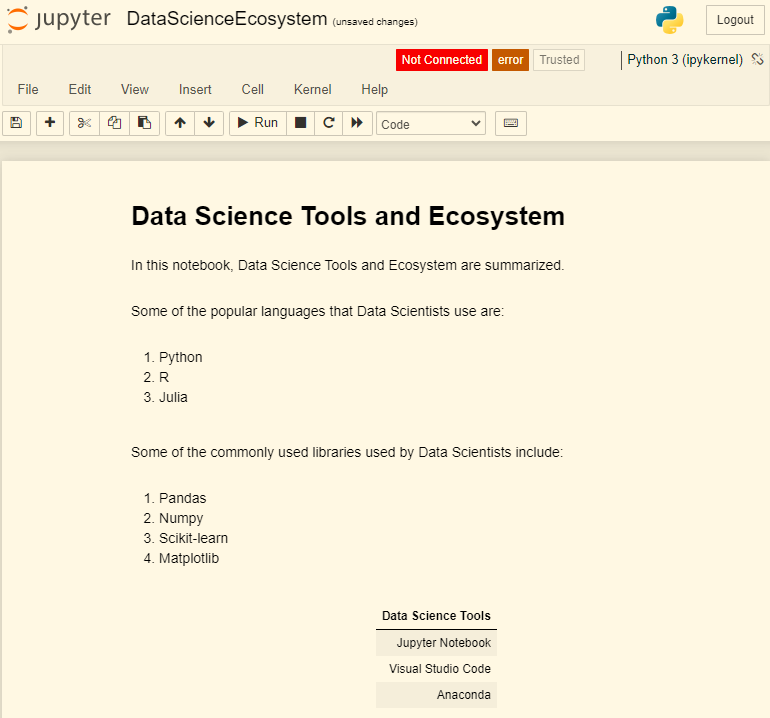 jupyter DataScienceEcosystem (unsaved changes) Logout
Not Connected error Trusted Python 3 (ipykernel)
File Edit View Insert Cell Kernel Help
Run Code
Data Science Tools and Ecosystem
In this notebook, Data Science Tools and Ecosystem are summarized.
Some of the popular languages that Data Scientists use are:
1. Python
2. R
3. Julia
Some of the commonly used libraries used by Data Scientists include:
1. Pandas
2. Numpy
3. Scikit-learn
4. Matplotlib
Data Science Tools
Jupyter Notebook
Visual Studio Code
Anaconda